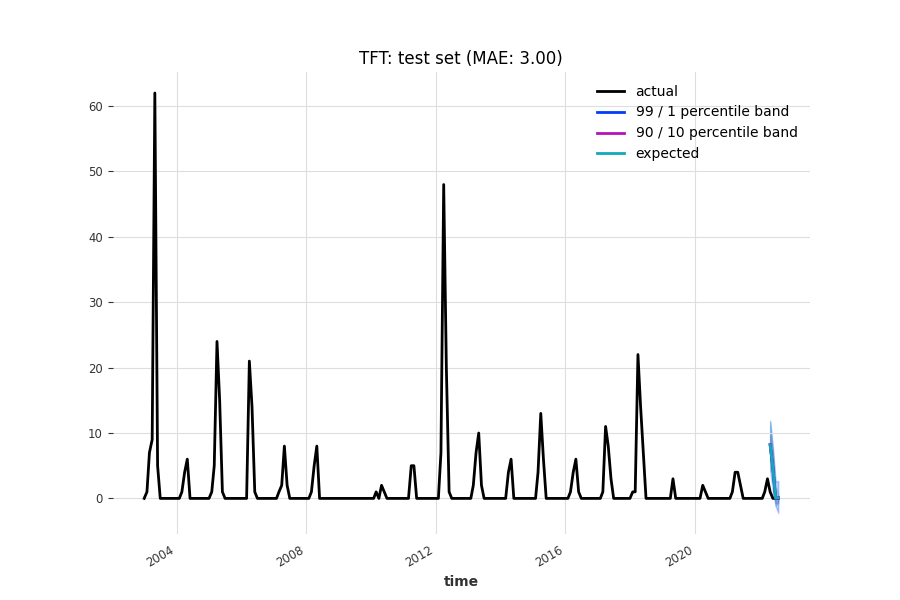 TFT: test set (MAE: 3.00)
actual
99 / 1 percentile band
90 / 10 percentile band
expected
60
50
40
30
20
10
0
2004
2008
2012
2016
2020
time